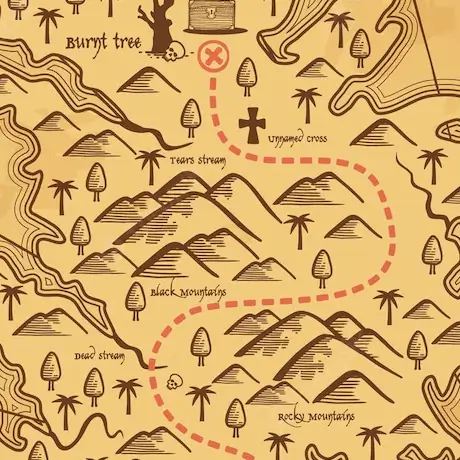 Burnt tree
Unnamed cross
Tears stream
Black Mountains
Dead stream
Rocky Mountains